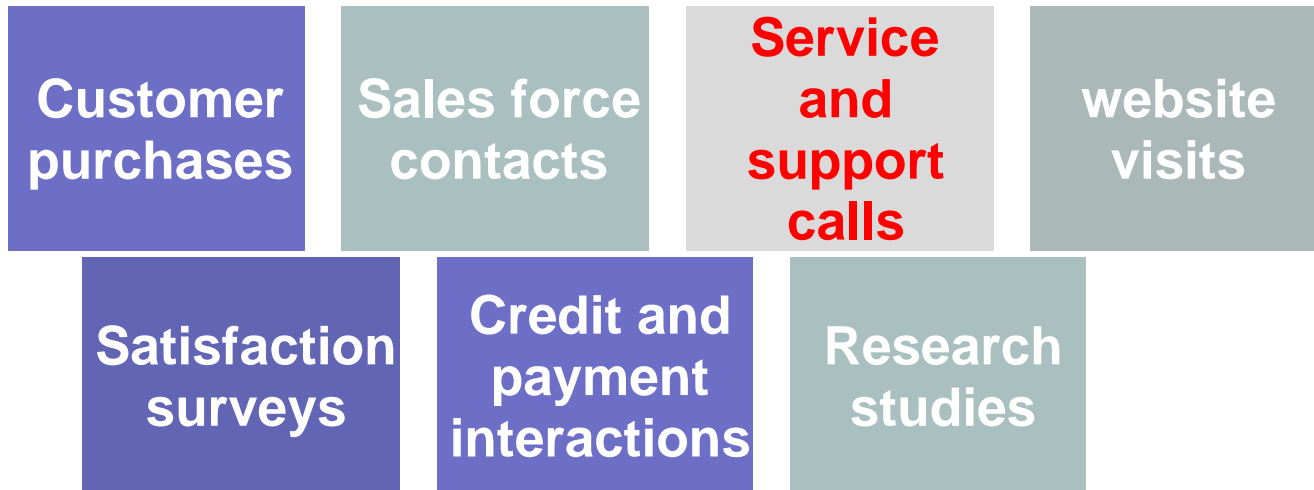 Customer
purchases
Sales force
contacts
Service
and
support
calls
website
visits
Satisfaction
surveys
Credit and
payment
interactions
Research
studies